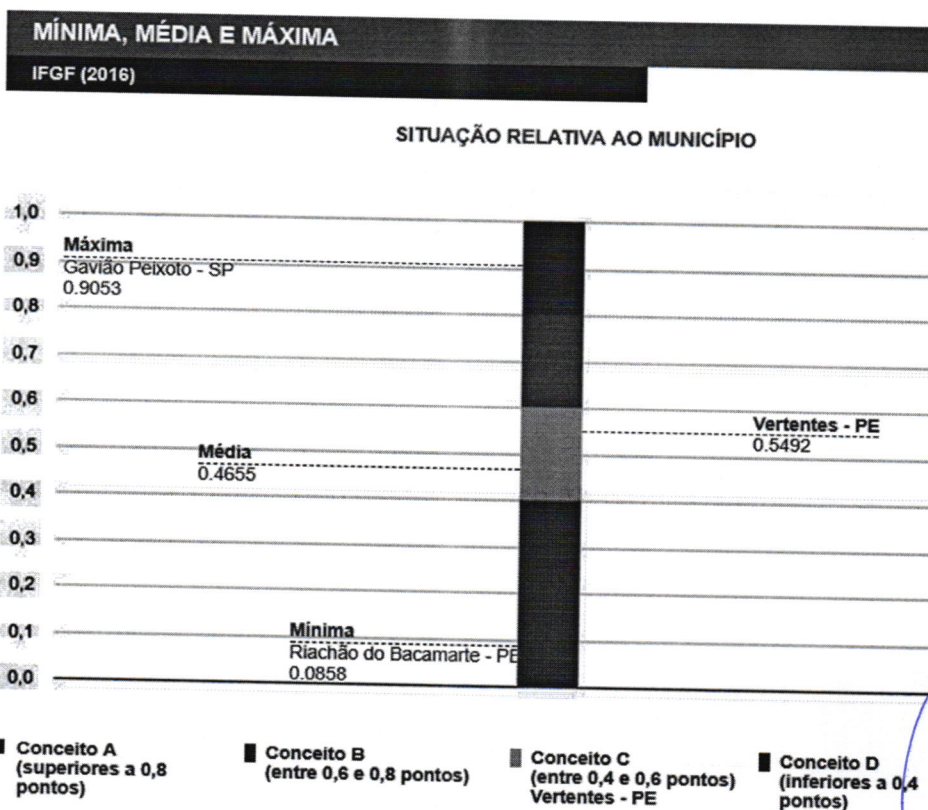 MÍNIMA, MÉDIA E MÁXIMA
IFGF (2016)
SITUAÇÃO RELATIVA AO MUNICÍPIO
1,0
Máxima
0,9
Gavião Peixoto - SP
0.9053
0,8
0,7
0,6
Vertentes - PE
0.5492
0,5
Média
0.4655
0,4
0,3
0,2
0,1
Mínima
Riachão do Bacamarte - PE
0.0858
0,0
Conceito A
(superiores a 0,8
pontos)
Conceito B
(entre 0,6 e 0,8 pontos)
Conceito C
(entre 0,4 e 0,6 pontos)
Vertentes - PE
Conceito D
(inferiores a 0,4
pontos)